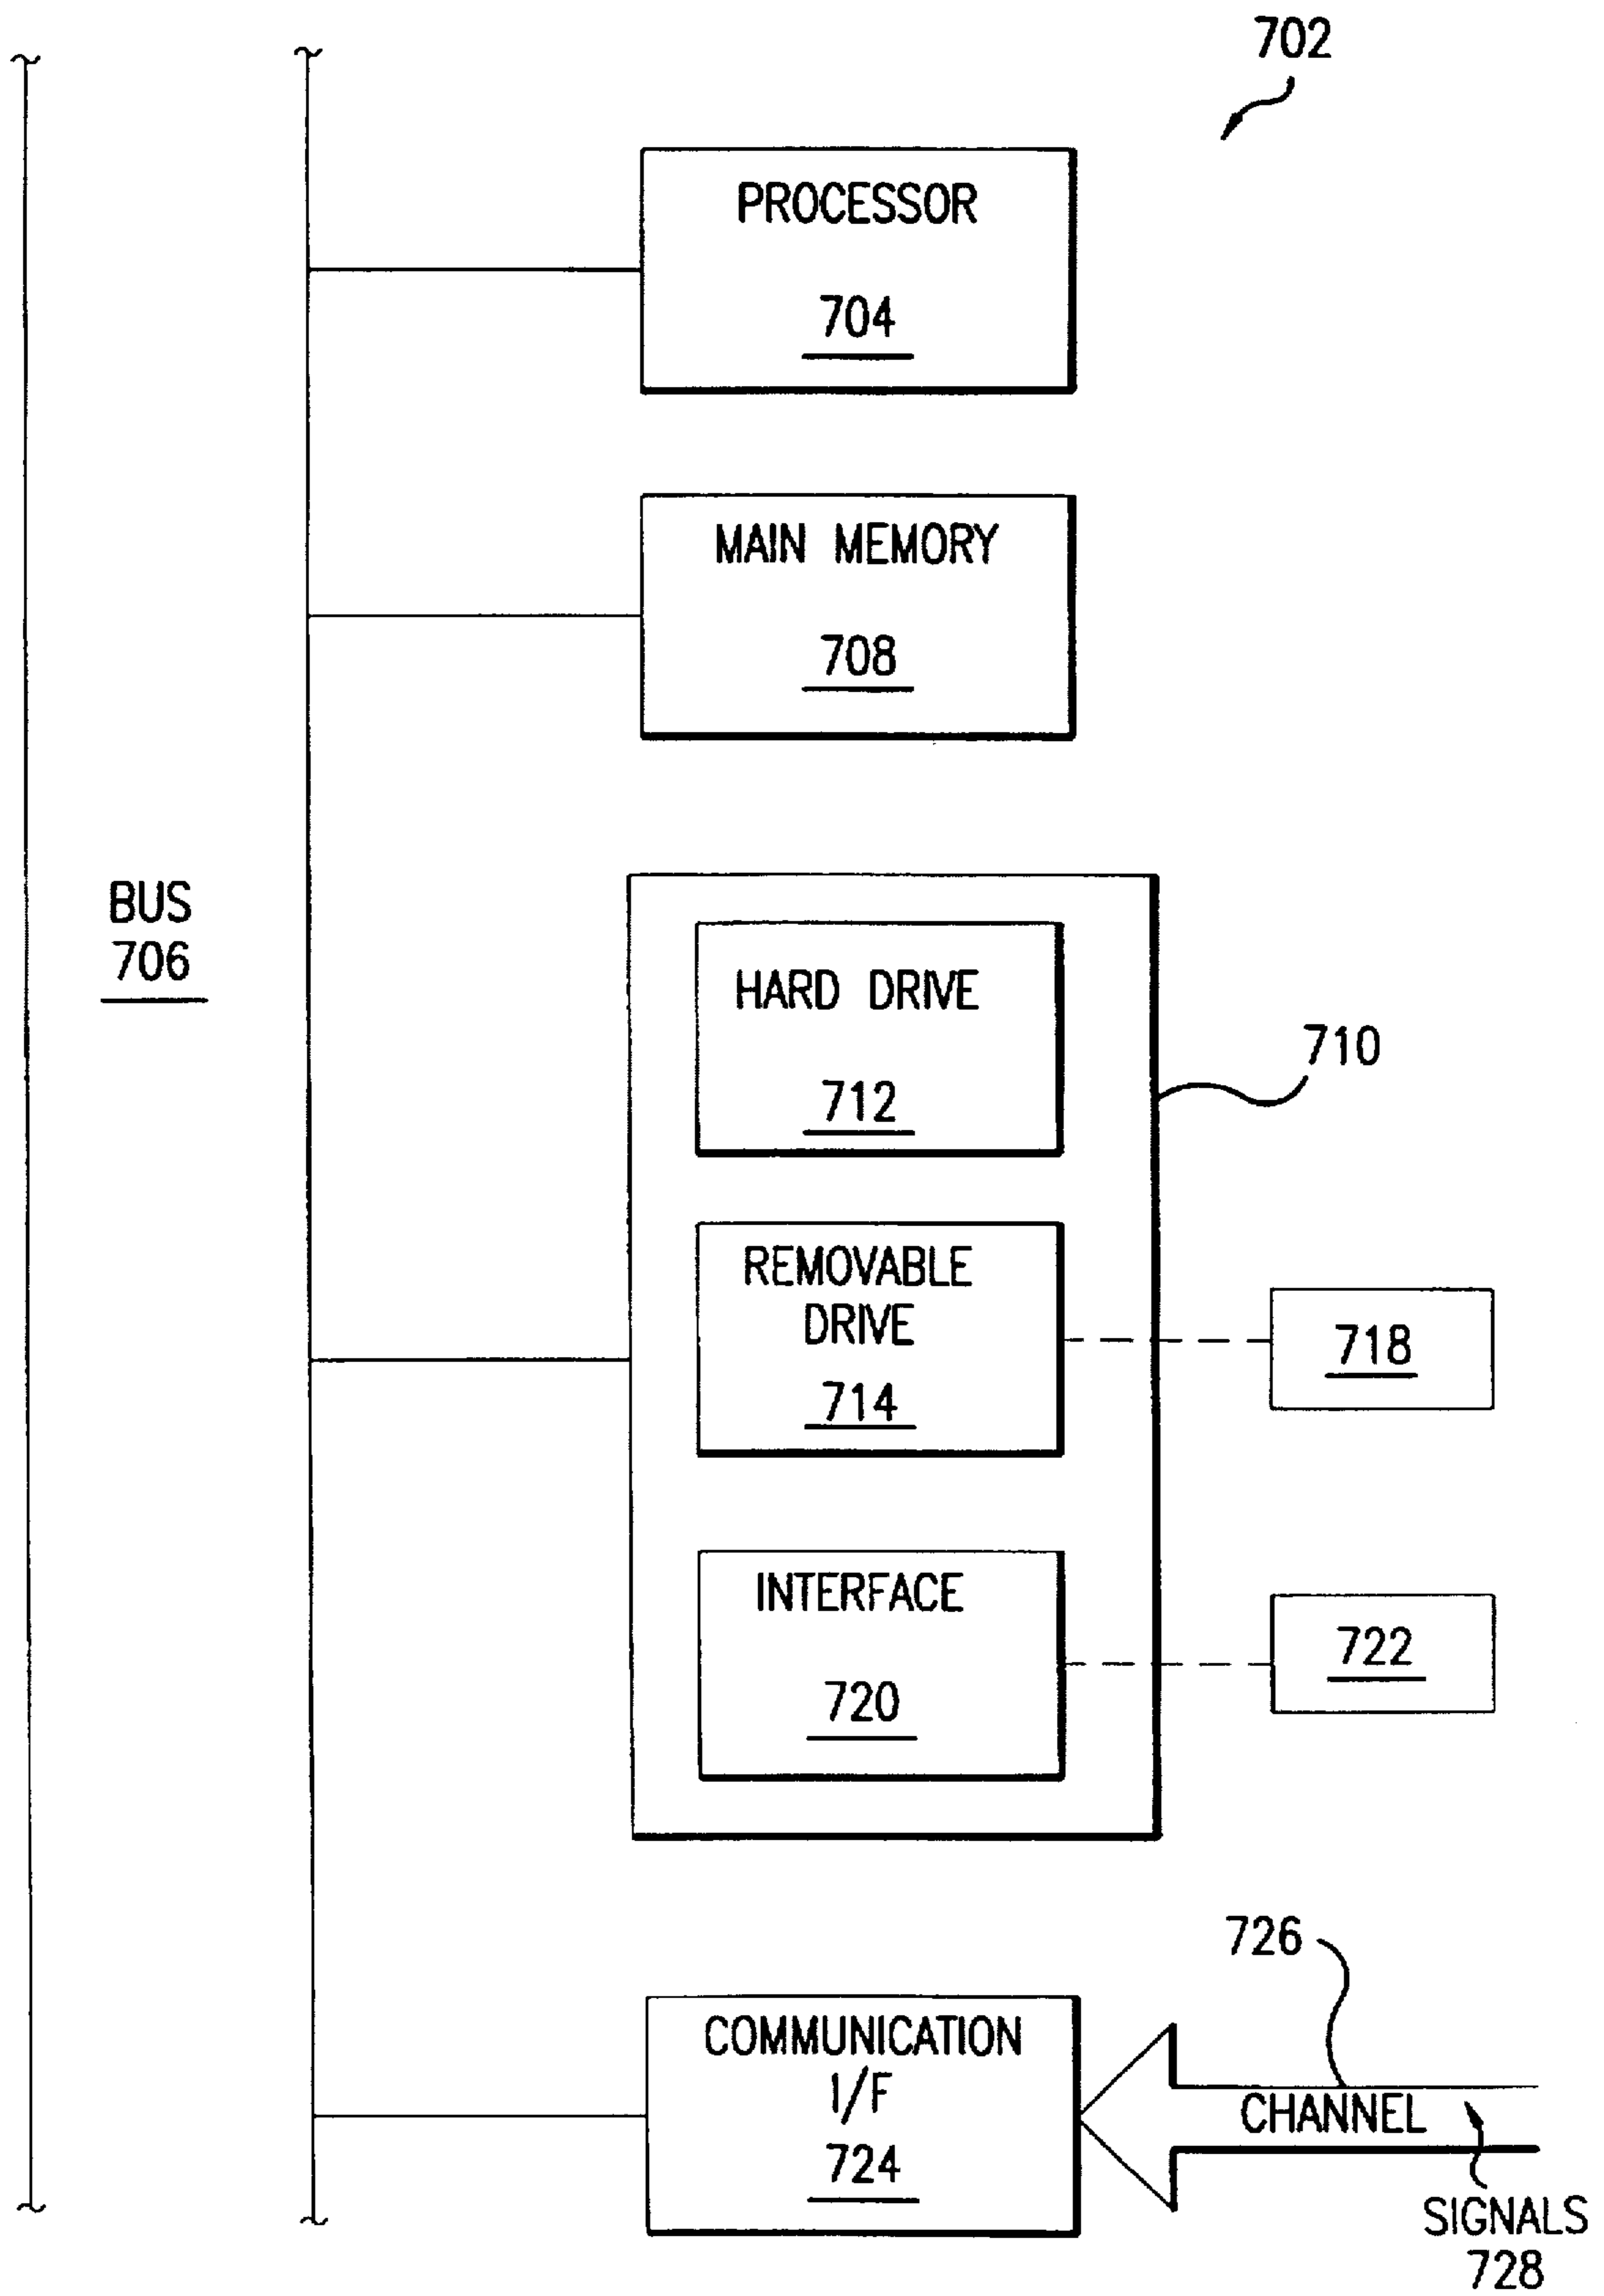 702
PROCESSOR
704
MAIN MEMORY
708
BUS
706
HARD DRIVE
712
710
REMOVABLE
DRIVE
714
718
INTERFACE
720
722
726
COMMUNICATION
I/F
724
CHANNEL
SIGNALS
728